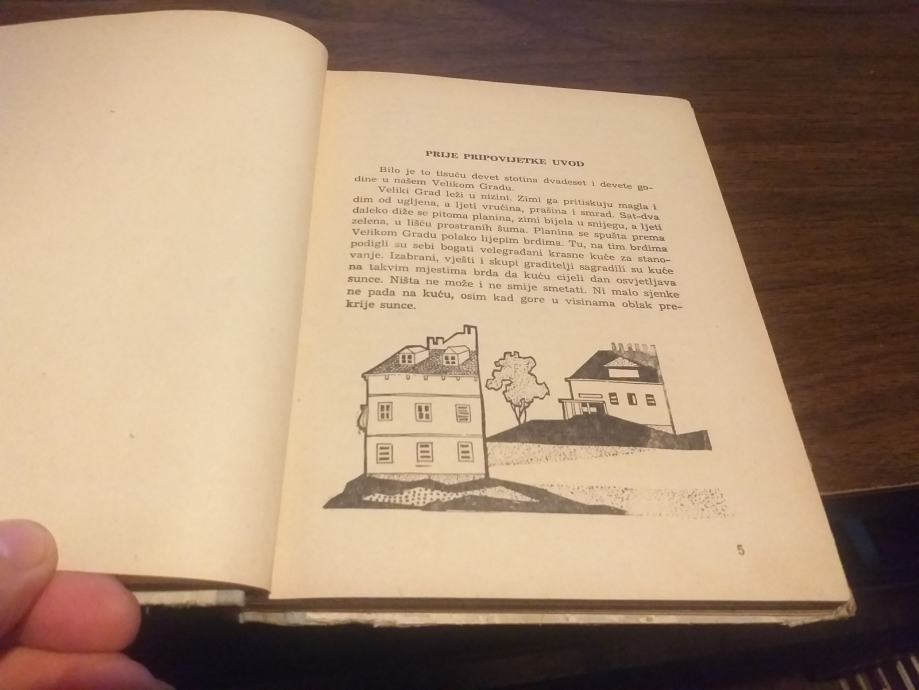 PRIJE PRIPOVIJETKE UVOD
Bilo je to tisuću devet stotina dvadeset i devete go-
dine u našem Velikom Gradu.
Veliki Grad leži u nizini. Zimi ga pritiskuju magla i
dim od ugljena, a ljeti vrućina, prašina i smrad. Sat-dva
daleko diže se pitoma planina, zimi bijela u snijegu, a ljeti
zelena, u lišću prostranih šuma. Planina se spušta prema
Velikom Gradu polako lijepim brdima. Tu, na tim brdima
podigli su sebi bogati velegrađani krasne kuće za stano-
vanje. Izabrani, vješti i skupi graditelji sagradili su kuće
na takvim mjestima brda da kuću cijeli dan osvjetljava
sunce. Ništa ne može i ne smije smetati. Ni malo sjenke
ne pada na kuću, osim kad gore u visinama oblak pre-
krije sunce.
5